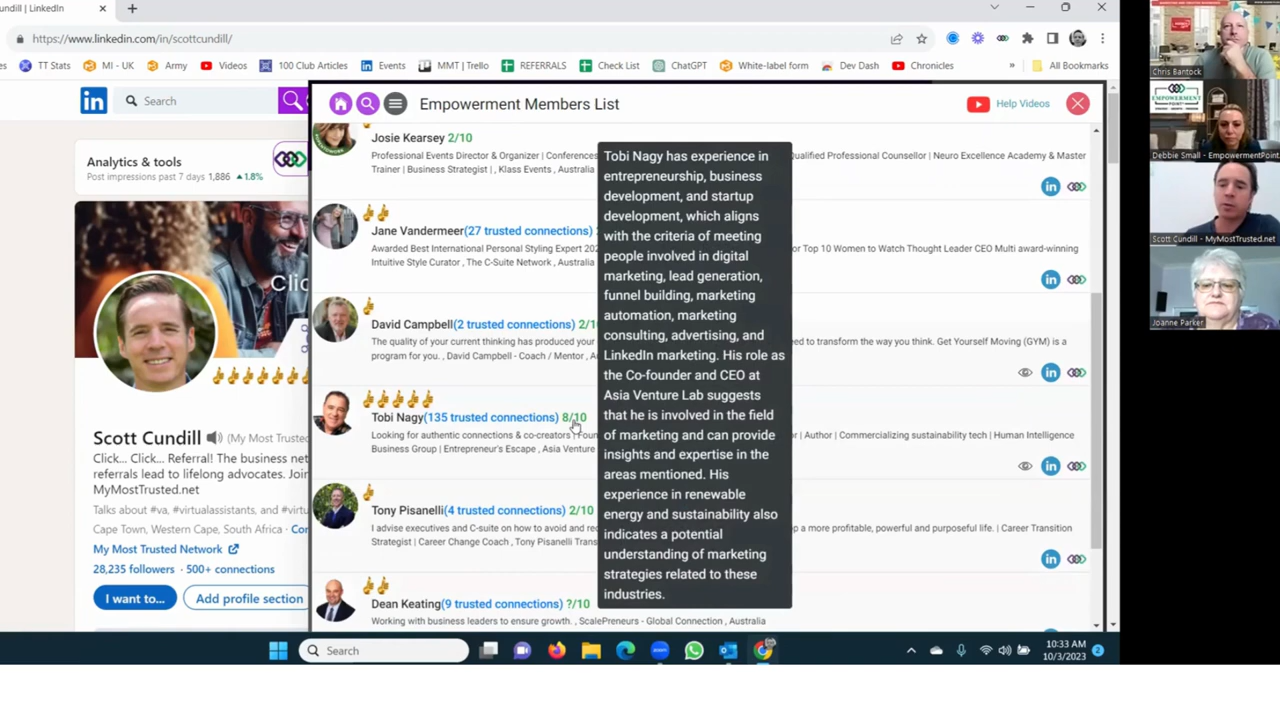 undill | LinkedIn
https://www.linkedin.com/in/scottcundill/
es
TT Stats
MI - UK
Army
Videos
100 Club Articles
Events
MMT | Trello
REFERRALS
Check List
ChatGPT
White-label form
Dev Dash
Chronicles
»
All Bookmarks
Search
Analytics & tools
Post impressions past 7 days 1,886 1.8%
Clic
Scott Cundill (My Most Trusted
Click... Click... Referral! The business net
referrals lead to lifelong advocates. Join
MyMostTrusted.net
Talks about #va, #virtualassistants, and #virtu
Cape Town, Western Cape, South Africa · Con
My Most Trusted Network
28,235 followers · 500+ connections
I want to...
Add profile section
Empowerment Members List
Help Videos
Josie Kearsey 2/10
Professional Events Director & Organizer | Conferences
Qualified Professional Counsellor | Neuro Excellence Academy & Master
Trainer | Business Strategist | , Klass Events , Australia
Jane Vandermeer(27 trusted connections)
Awarded Best International Personal Styling Expert 202
or Top 10 Women to Watch Thought Leader CEO Multi award-winning
Intuitive Style Curator , The C-Suite Network , Australia
David Campbell(2 trusted connections) 2/10
The quality of your current thinking has produced your
need to transform the way you think. Get Yourself Moving (GYM) is a
program for you. , David Campbell - Coach / Mentor , Au
Tobi Nagy(135 trusted connections) 8/10
Looking for authentic connections & co-creators | Foun
r | Author | Commercializing sustainability tech | Human Intelligence
Business Group | Entrepreneur's Escape , Asia Venture
Tony Pisanelli(4 trusted connections) 2/10
I advise executives and C-suite on how to avoid and re
p a more profitable, powerful and purposeful life. | Career Transition
Strategist | Career Change Coach , Tony Pisanelli Trans
Dean Keating(9 trusted connections) ?/10
Working with business leaders to ensure growth. , ScalePreneurs - Global Connection , Australia
Tobi Nagy has experience in
entrepreneurship, business
development, and startup
development, which aligns
with the criteria of meeting
people involved in digital
marketing, lead generation,
funnel building, marketing
automation, marketing
consulting, advertising, and
LinkedIn marketing. His role as
the Co-founder and CEO at
Asia Venture Lab suggests
that he is involved in the field
of marketing and can provide
insights and expertise in the
areas mentioned. His
experience in renewable
energy and sustainability also
indicates a potential
understanding of marketing
strategies related to these
industries.
Chris Bantock
EMPOWERMENT
Debbie Small - EmpowermentPoint
Scott Cundill - MyMostTrusted.net
Joanne Parker
Search
10:33 AM
10/3/2023
2